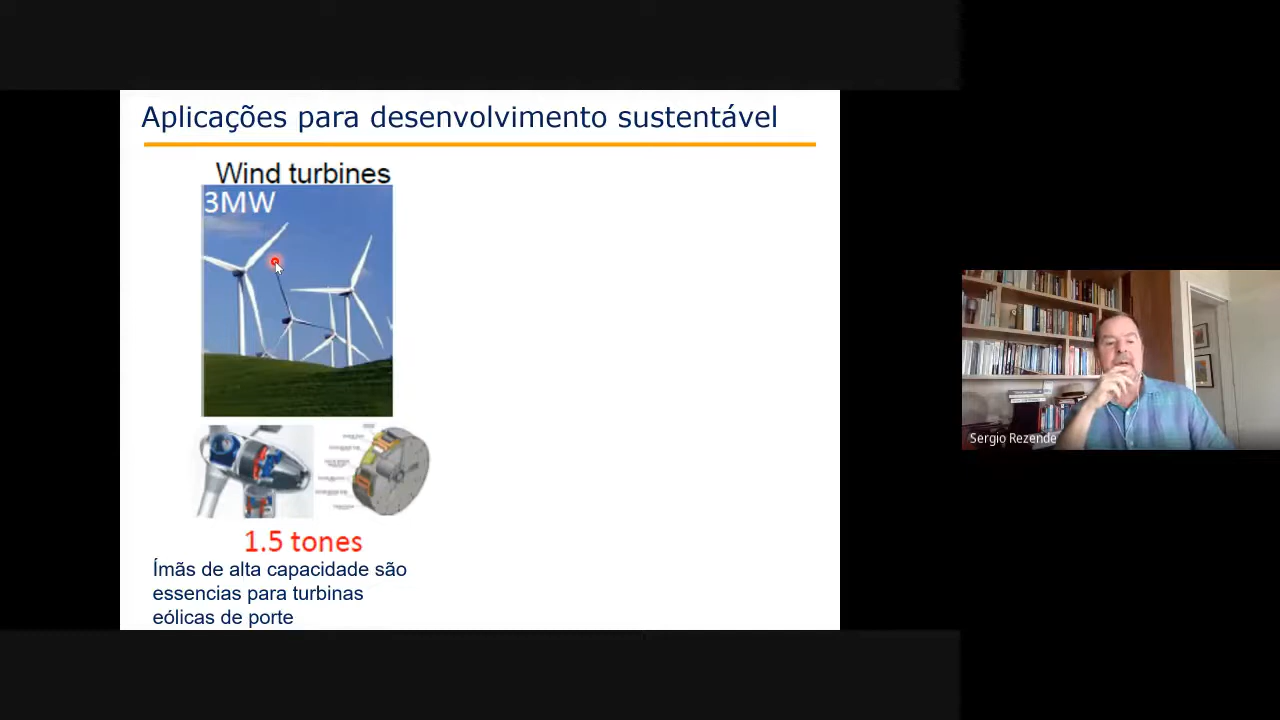 Aplicações para desenvolvimento sustentável
Wind turbines
3MW
1.5 tones
Ímãs de alta capacidade são
essencias para turbinas
eólicas de porte
Sergio Rezende